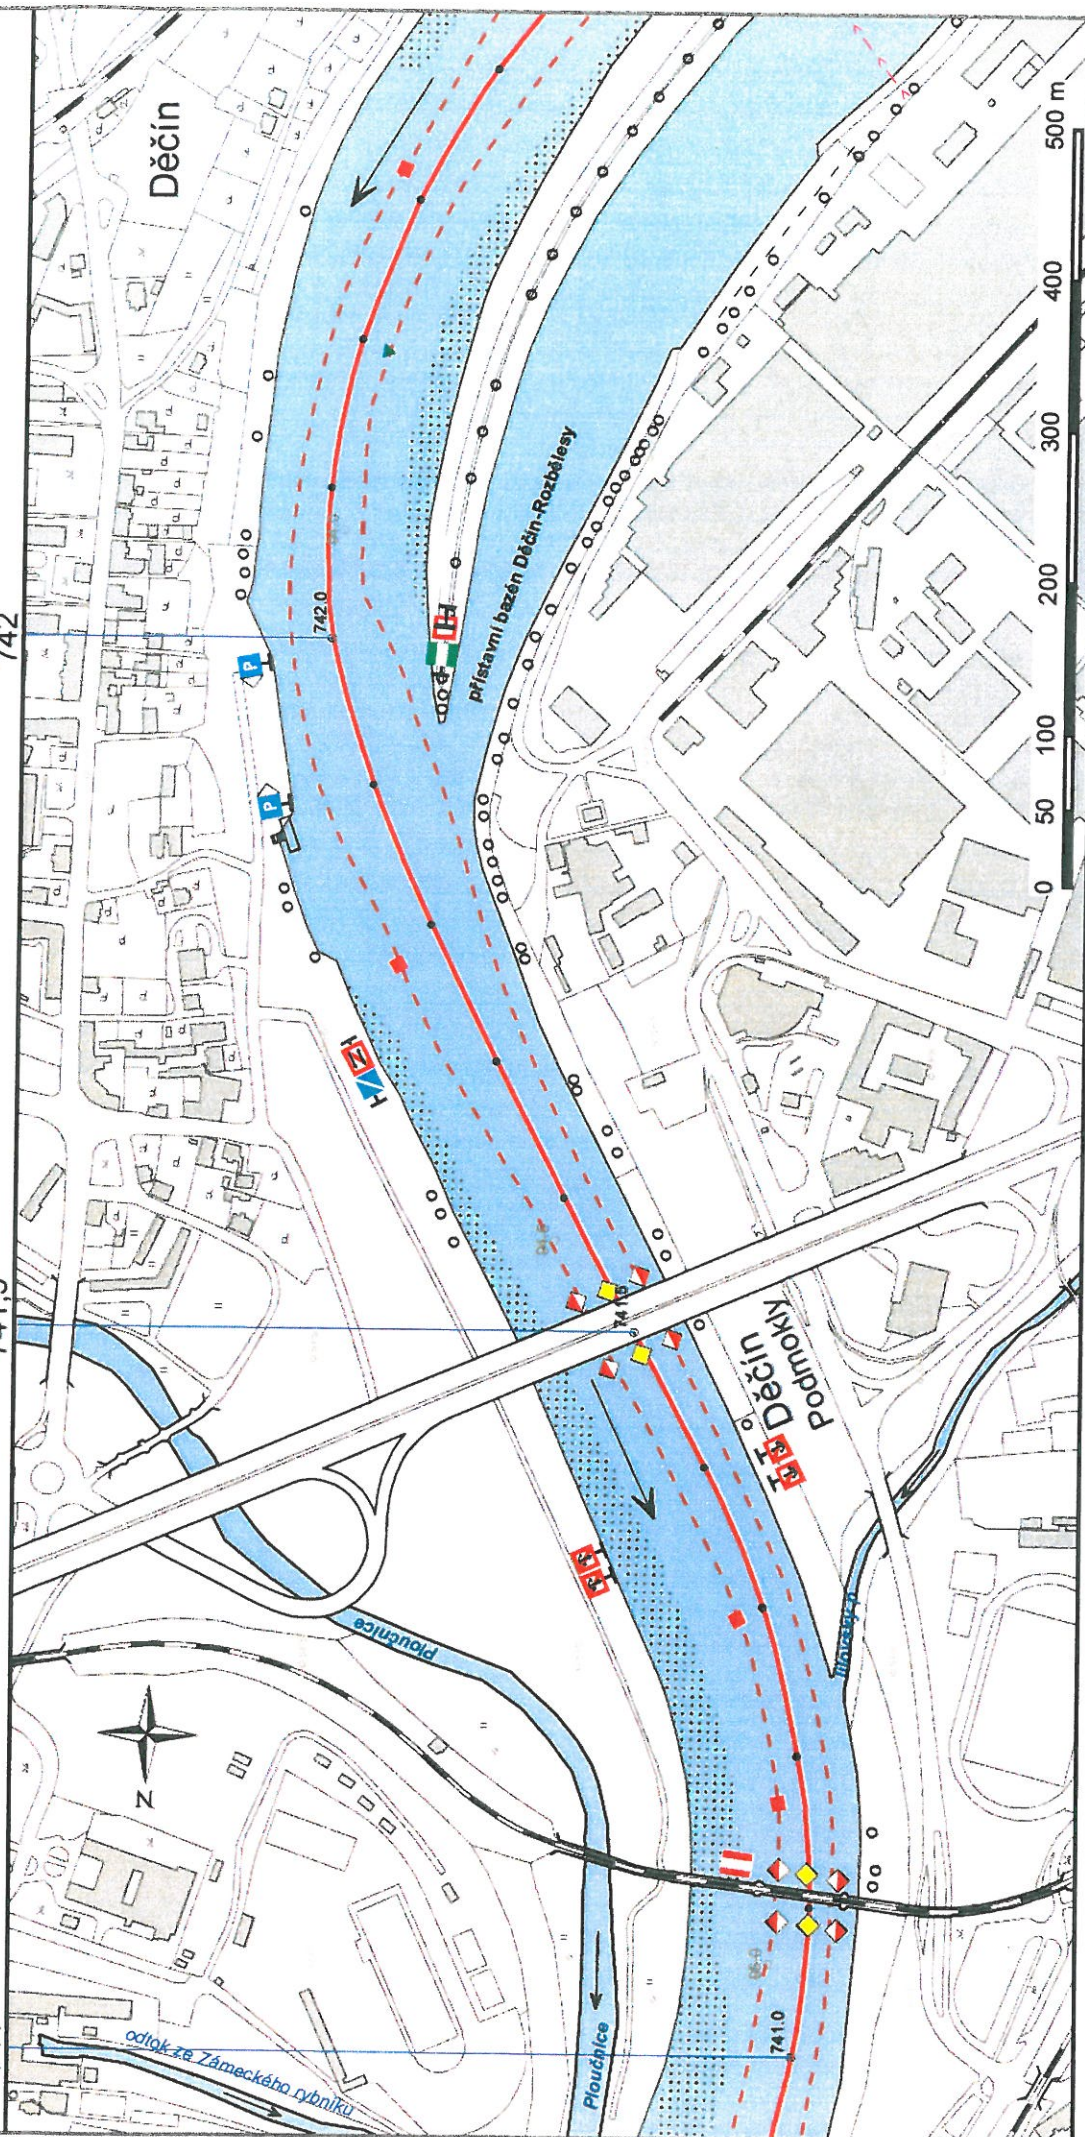 742
Děčín
742.0
P
P
přístavní bazén Děčín-Rozbělesy
500 m
400
300
200
100
50
0
741.5
Děčín
Podmokly
Ploučnice
N
odtok ze Zámeckého rybníku
Ploučnice
741.0